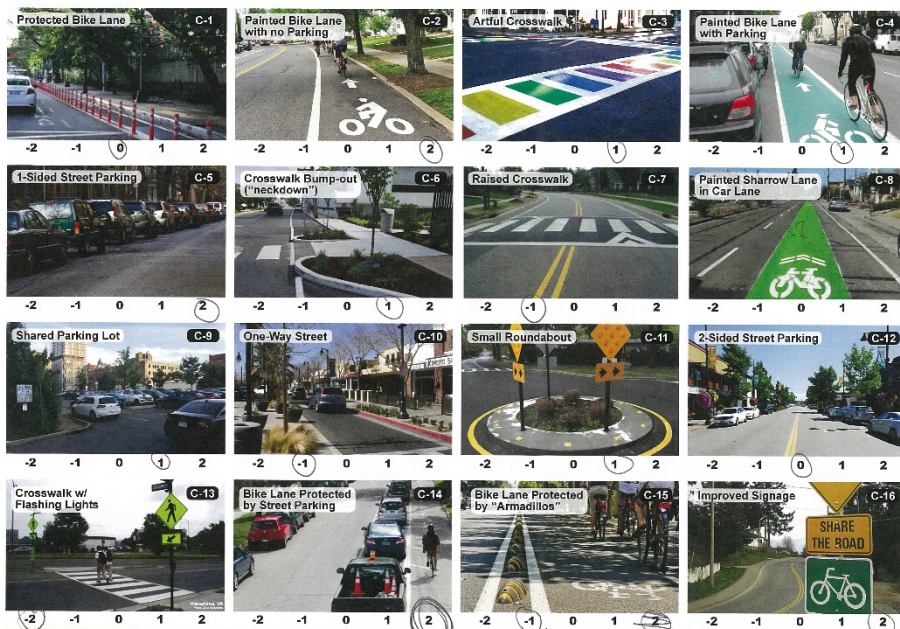 Protected Bike Lane C-1
Painted Bike Lane C-2
with no Parking
Artful Crosswalk C-3
Painted Bike Lane C-4
with Parking
-2 -1 0 1 2
-2 -1 0 1 2
-2 -1 0 1 2
-2 -1 0 1 2
1-Sided Street Parking C-5
Crosswalk Bump-out C-6
("neckdown")
Raised Crosswalk C-7
Painted Sharrow Lane C-8
in Car Lane
-2 -1 0 1 2
-2 -1 0 1 2
-2 -1 0 1 2
-2 -1 0 1 2
Shared Parking Lot C-9
One-Way Street C-10
Small Roundabout C-11
2-Sided Street Parking C-12
-2 -1 0 1 2
-2 -1 0 1 2
-2 -1 0 1 2
-2 -1 0 1 2
Crosswalk w/ C-13
Flashing Lights
Bike Lane Protected C-14
by Street Parking
Bike Lane Protected C-15
by "Armadillos"
Improved Signage C-16
SHARE
THE ROAD
Alexandria, VA
-2 -1 0 1 2
-2 -1 0 1 2
-2 -1 0 1 2
-2 -1 0 1 2